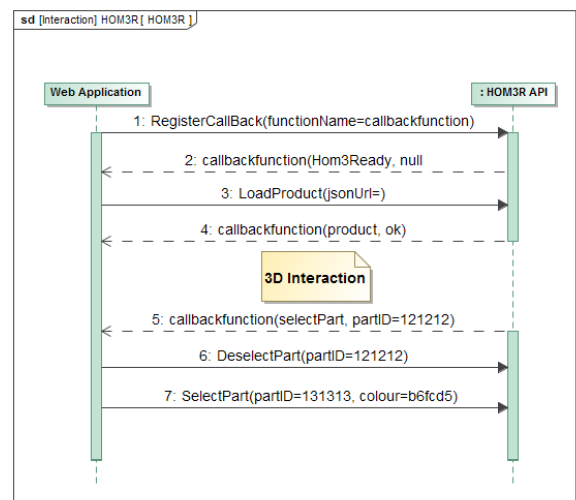 sd [Interaction] HOM3R [ HOM3R ]
Web Application
: HOM3R API
1: RegisterCallBack(functionName=callbackfunction)
2: callbackfunction(Hom3Ready, null
3: LoadProduct(jsonUrl=)
4: callbackfunction(product, ok)
3D Interaction
5: callbackfunction(selectPart, partID=121212)
6: DeselectPart(partID=121212)
7: SelectPart(partID=131313, colour=b6fcd5)